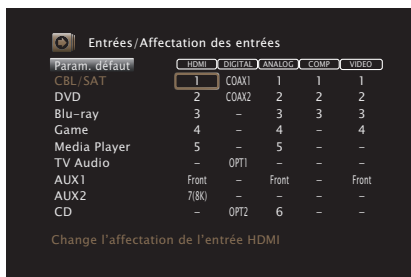 Entrées/Affectation des entrées
Param. défaut HDMI DIGITAL ANALOG COMP VIDEO
CBL/SAT 1 COAX1 1 1 1
DVD 2 COAX2 2 2 2
Blu-ray 3 – 3 3 3
Game 4 – 4 – 4
Media Player 5 – 5 – –
TV Audio – OPT1 – – –
AUX1 Front – Front – Front
AUX2 7(8K) – – – –
CD – OPT2 6 – –
Change l'affectation de l'entrée HDMI